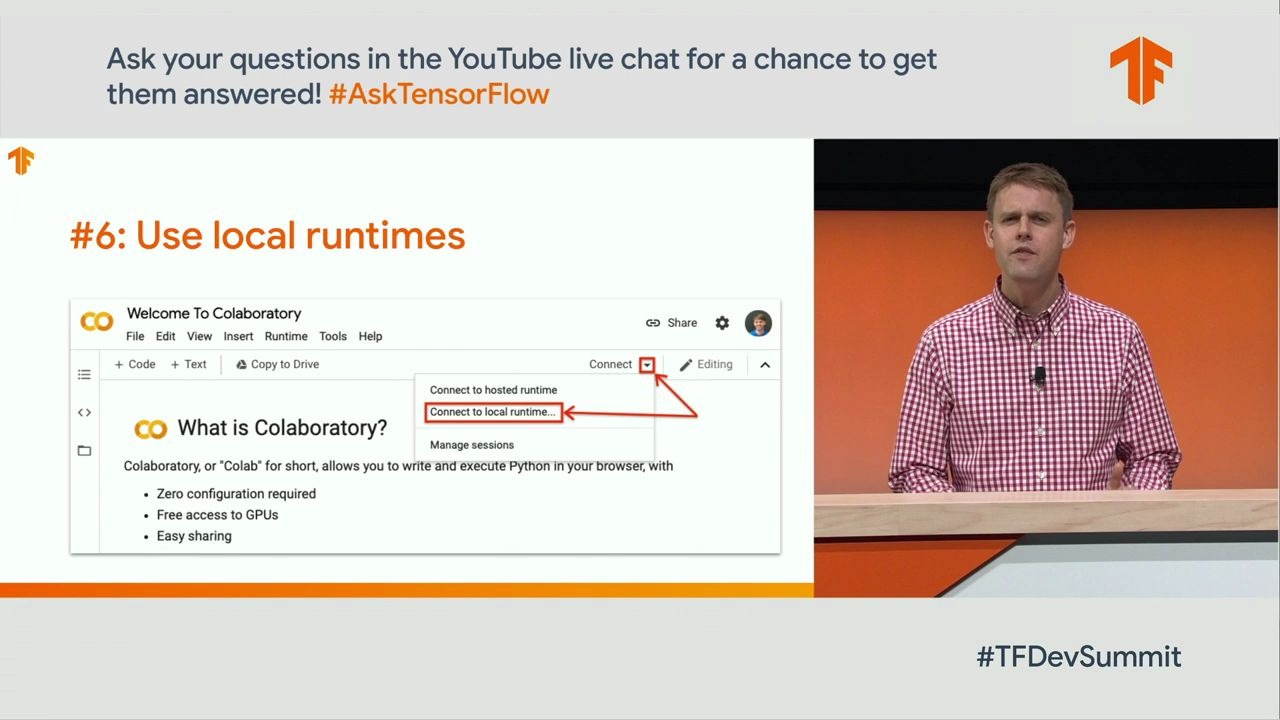 Ask your questions in the YouTube live chat for a chance to get
them answered! #AskTensorFlow
#6: Use local runtimes
Welcome To Colaboratory
File Edit View Insert Runtime Tools Help
Share
+ Code + Text Copy to Drive
Connect
Editing
Connect to hosted runtime
Connect to local runtime...
Manage sessions
What is Colaboratory?
Colaboratory, or "Colab" for short, allows you to write and execute Python in your browser, with
• Zero configuration required
• Free access to GPUs
• Easy sharing
#TFDevSummit